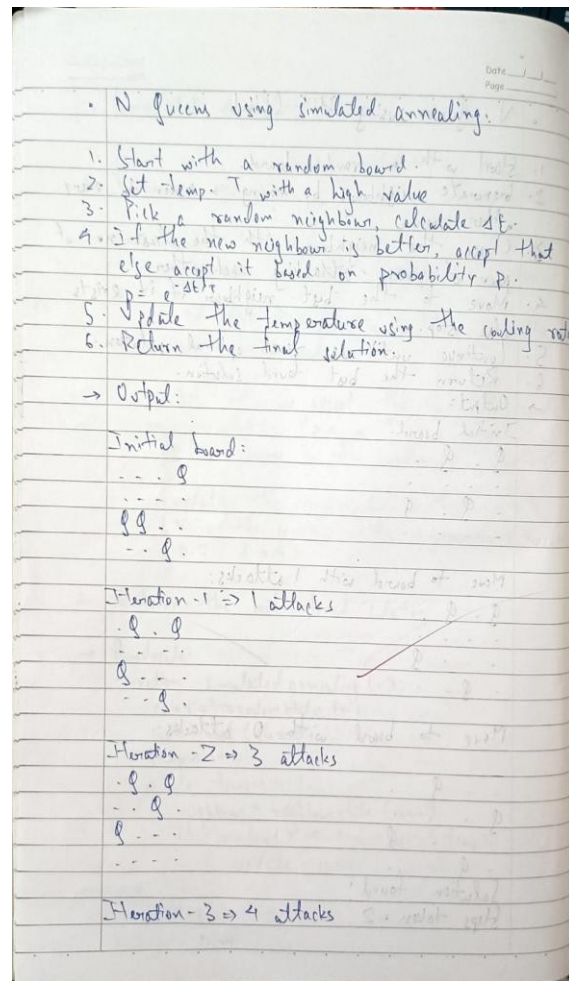 Date
Page
• N Queens using simulated annealing:
1. Start with a random board.
2. Set temp T with a high value
3. Pick a random neighbour, calculate ΔE.
4. If the new neighbour is better, accept that
else accept it based on probability p.
p = e^-ΔE/T
5. Update the temperature using the cooling rate
6. Return the final solution.
→ Output:
Initial board:
- - - Q
- - - -
Q Q . .
- - Q .
Iteration -1 => 1 attacks
. Q . Q
- - - -
Q - - -
- - Q
Iteration - 2 => 3 attacks
. Q . Q
- - Q .
Q - - -
- - - -
Iteration - 3 => 4 attacks